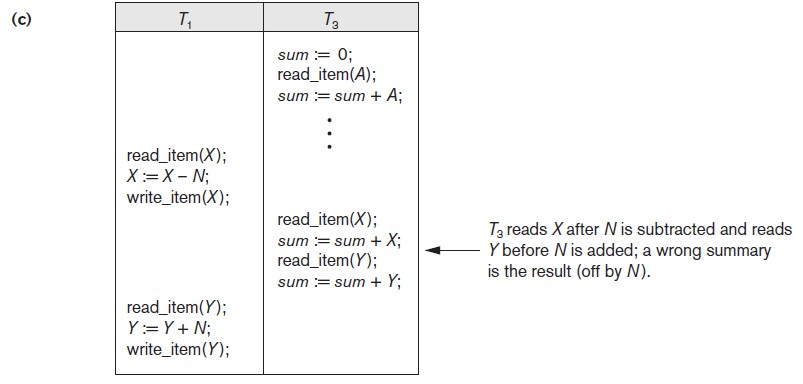 (c)
T1 T3
sum := 0;
read_item(A);
sum := sum + A;
read_item(X);
X := X – N;
write_item(X);
read_item(X);
sum := sum + X;
read_item(Y);
sum := sum + Y;
T3 reads X after N is subtracted and reads
Y before N is added; a wrong summary
is the result (off by N).
read_item(Y);
Y := Y + N;
write_item(Y);